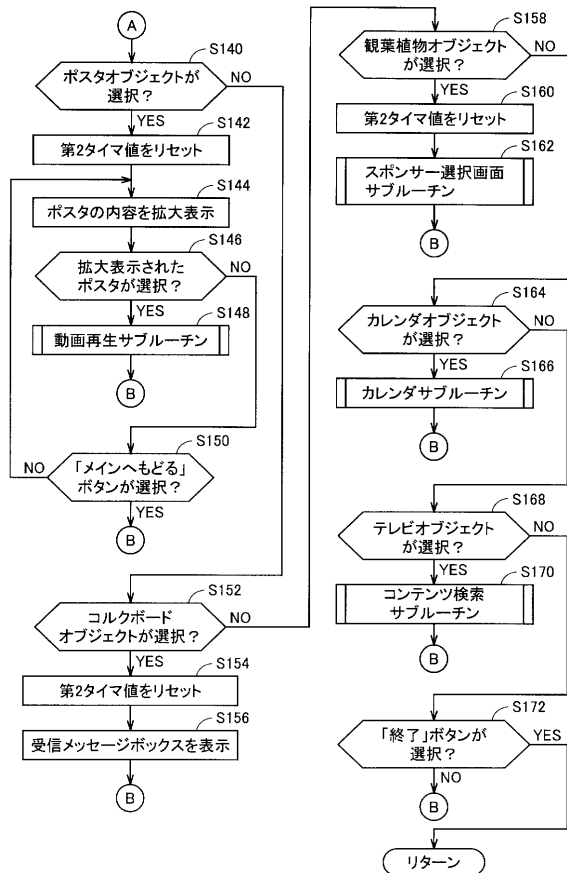 A
S140
ポスタオブジェクトが
選択？
NO
YES
S142
第2タイマ値をリセット
S144
ポスタの内容を拡大表示
S146
拡大表示された
ポスタが選択？
NO
YES
S148
動画再生サブルーチン
B
S150
「メインへもどる」
ボタンが選択？
NO
YES
B
S152
コルクボード
オブジェクトが選択？
NO
YES
S154
第2タイマ値をリセット
S156
受信メッセージボックスを表示
B
S158
観葉植物オブジェクト
が選択？
NO
YES
S160
第2タイマ値をリセット
S162
スポンサー選択画面
サブルーチン
B
S164
カレンダオブジェクト
が選択？
NO
YES
S166
カレンダサブルーチン
B
S168
テレビオブジェクト
が選択？
NO
YES
S170
コンテンツ検索
サブルーチン
B
S172
「終了」ボタンが
選択？
YES
NO
B
リターン